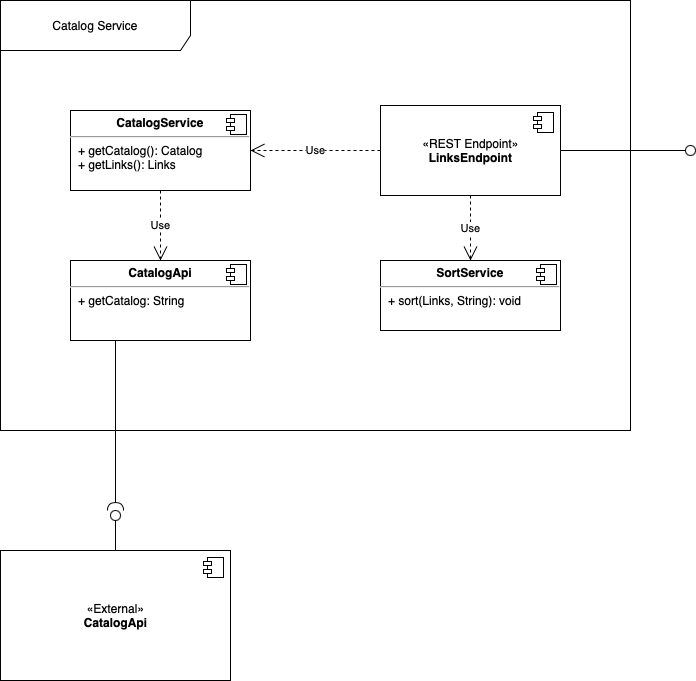 Catalog Service
CatalogService
+ getCatalog(): Catalog
+ getLinks(): Links
Use
«REST Endpoint»
LinksEndpoint
Use
Use
CatalogApi
+ getCatalog: String
SortService
+ sort(Links, String): void
«External»
CatalogApi